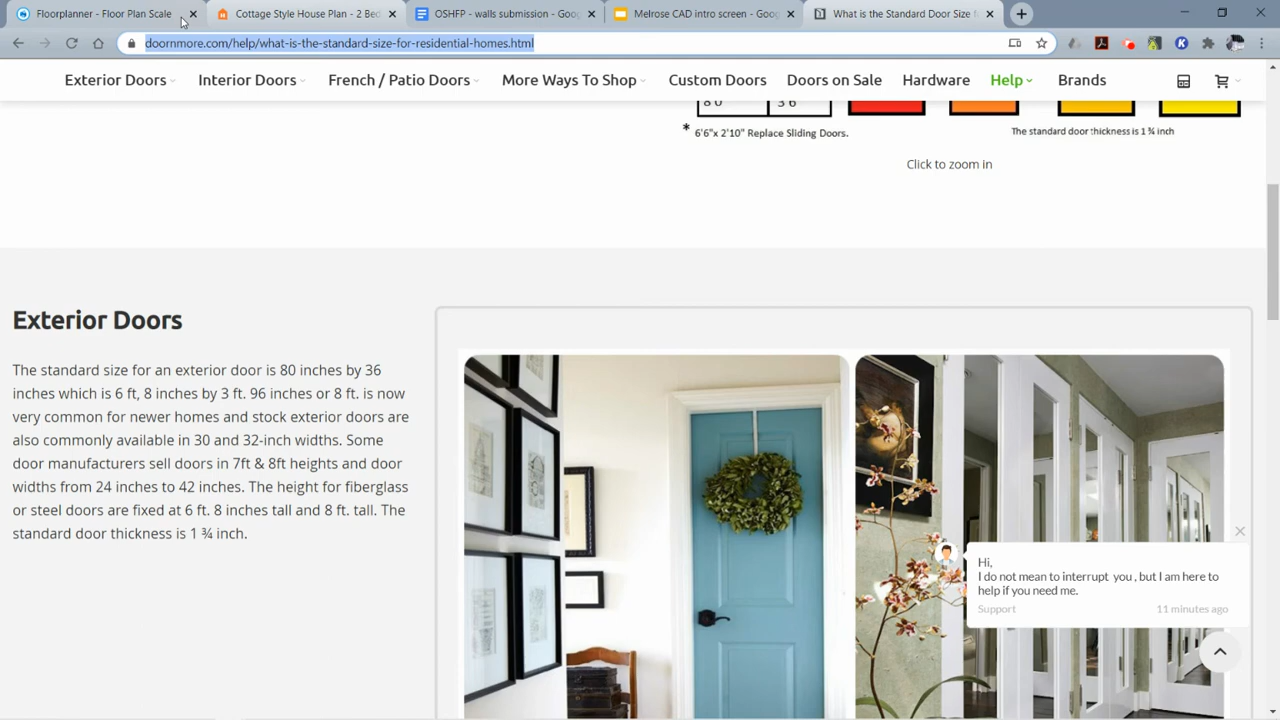 Floorplanner - Floor Plan Scale
Cottage Style House Plan - 2 Bed
OSHFP - walls submission - Goog
Melrose CAD intro screen - Goog
What is the Standard Door Size f
doornmore.com/help/what-is-the-standard-size-for-residential-homes.html
Exterior Doors
Interior Doors
French / Patio Doors
More Ways To Shop
Custom Doors
Doors on Sale
Hardware
Help
Brands
8'0"
3'6"
* 6'6"x 2'10" Replace Sliding Doors.
The standard door thickness is 1 ¾ inch
Click to zoom in
Exterior Doors
The standard size for an exterior door is 80 inches by 36
inches which is 6 ft, 8 inches by 3 ft. 96 inches or 8 ft. is now
very common for newer homes and stock exterior doors are
also commonly available in 30 and 32-inch widths. Some
door manufacturers sell doors in 7ft & 8ft heights and door
widths from 24 inches to 42 inches. The height for fiberglass
or steel doors are fixed at 6 ft. 8 inches tall and 8 ft. tall. The
standard door thickness is 1 ¾ inch.
Hi,
I do not mean to interrupt you, but I am here to
help if you need me.
Support
11 minutes ago